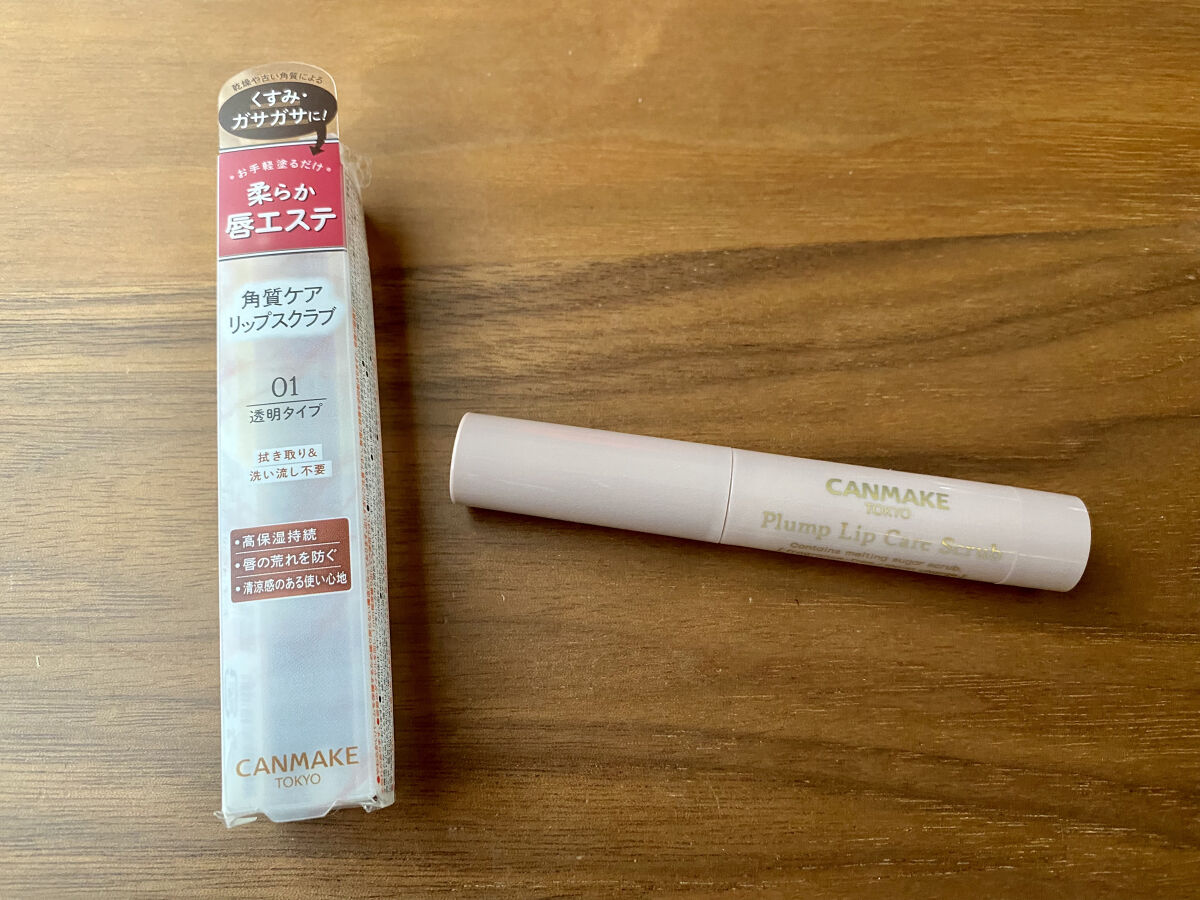 乾燥や古い角質による
くすみ・
ガサガサに!
お手軽塗るだけ
柔らか
唇エステ
角質ケア
リップスクラブ
01
透明タイプ
拭き取り&
洗い流し不要
・高保湿持続
・唇の荒れを防ぐ
・清涼感のある使い心地
CANMAKE
TOKYO
CANMAKE
TOKYO
Plump Lip Care Scrub
Contains melting sugar scrub.